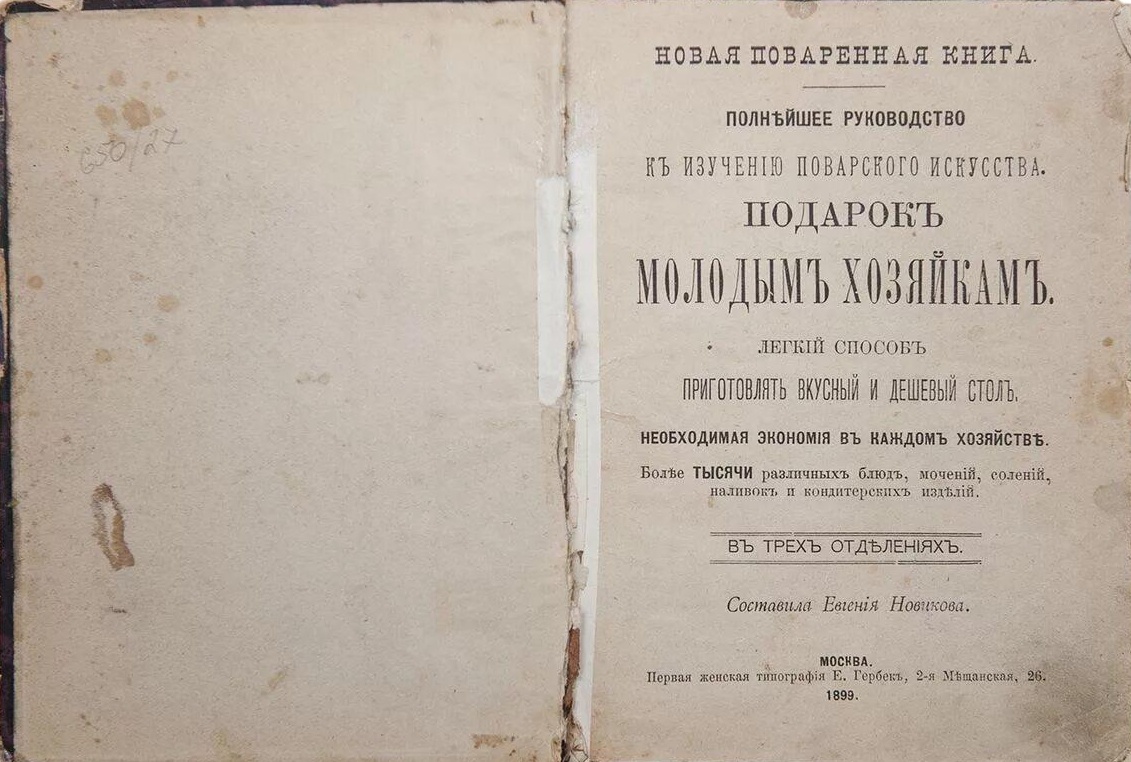 650/27
НОВАЯ ПОВАРЕННАЯ КНИГА.
ПОЛНѢЙШЕЕ РУКОВОДСТВО
КЪ ИЗУЧЕНІЮ ПОВАРСКОГО ИСКУССТВА.
ПОДАРОКЪ
МОЛОДЫМЪ ХОЗЯЙКАМЪ.
ЛЕГКІЙ СПОСОБЪ
ПРИГОТОВЛЯТЬ ВКУСНЫЙ И ДЕШЕВЫЙ СТОЛЪ.
НЕОБХОДИМАЯ ЭКОНОМІЯ ВЪ КАЖДОМЪ ХОЗЯЙСТВѢ.
Болѣе ТЫСЯЧИ различныхъ блюдъ, моченій, соленій,
наливокъ и кондитерскихъ издѣлій.
ВЪ ТРЕХЪ ОТДѢЛЕНІЯХЪ.
Составила Евгенія Новикова.
МОСКВА.
Первая женская типографія Е. Гербекъ, 2-я Мѣщанская, 26.
1899.